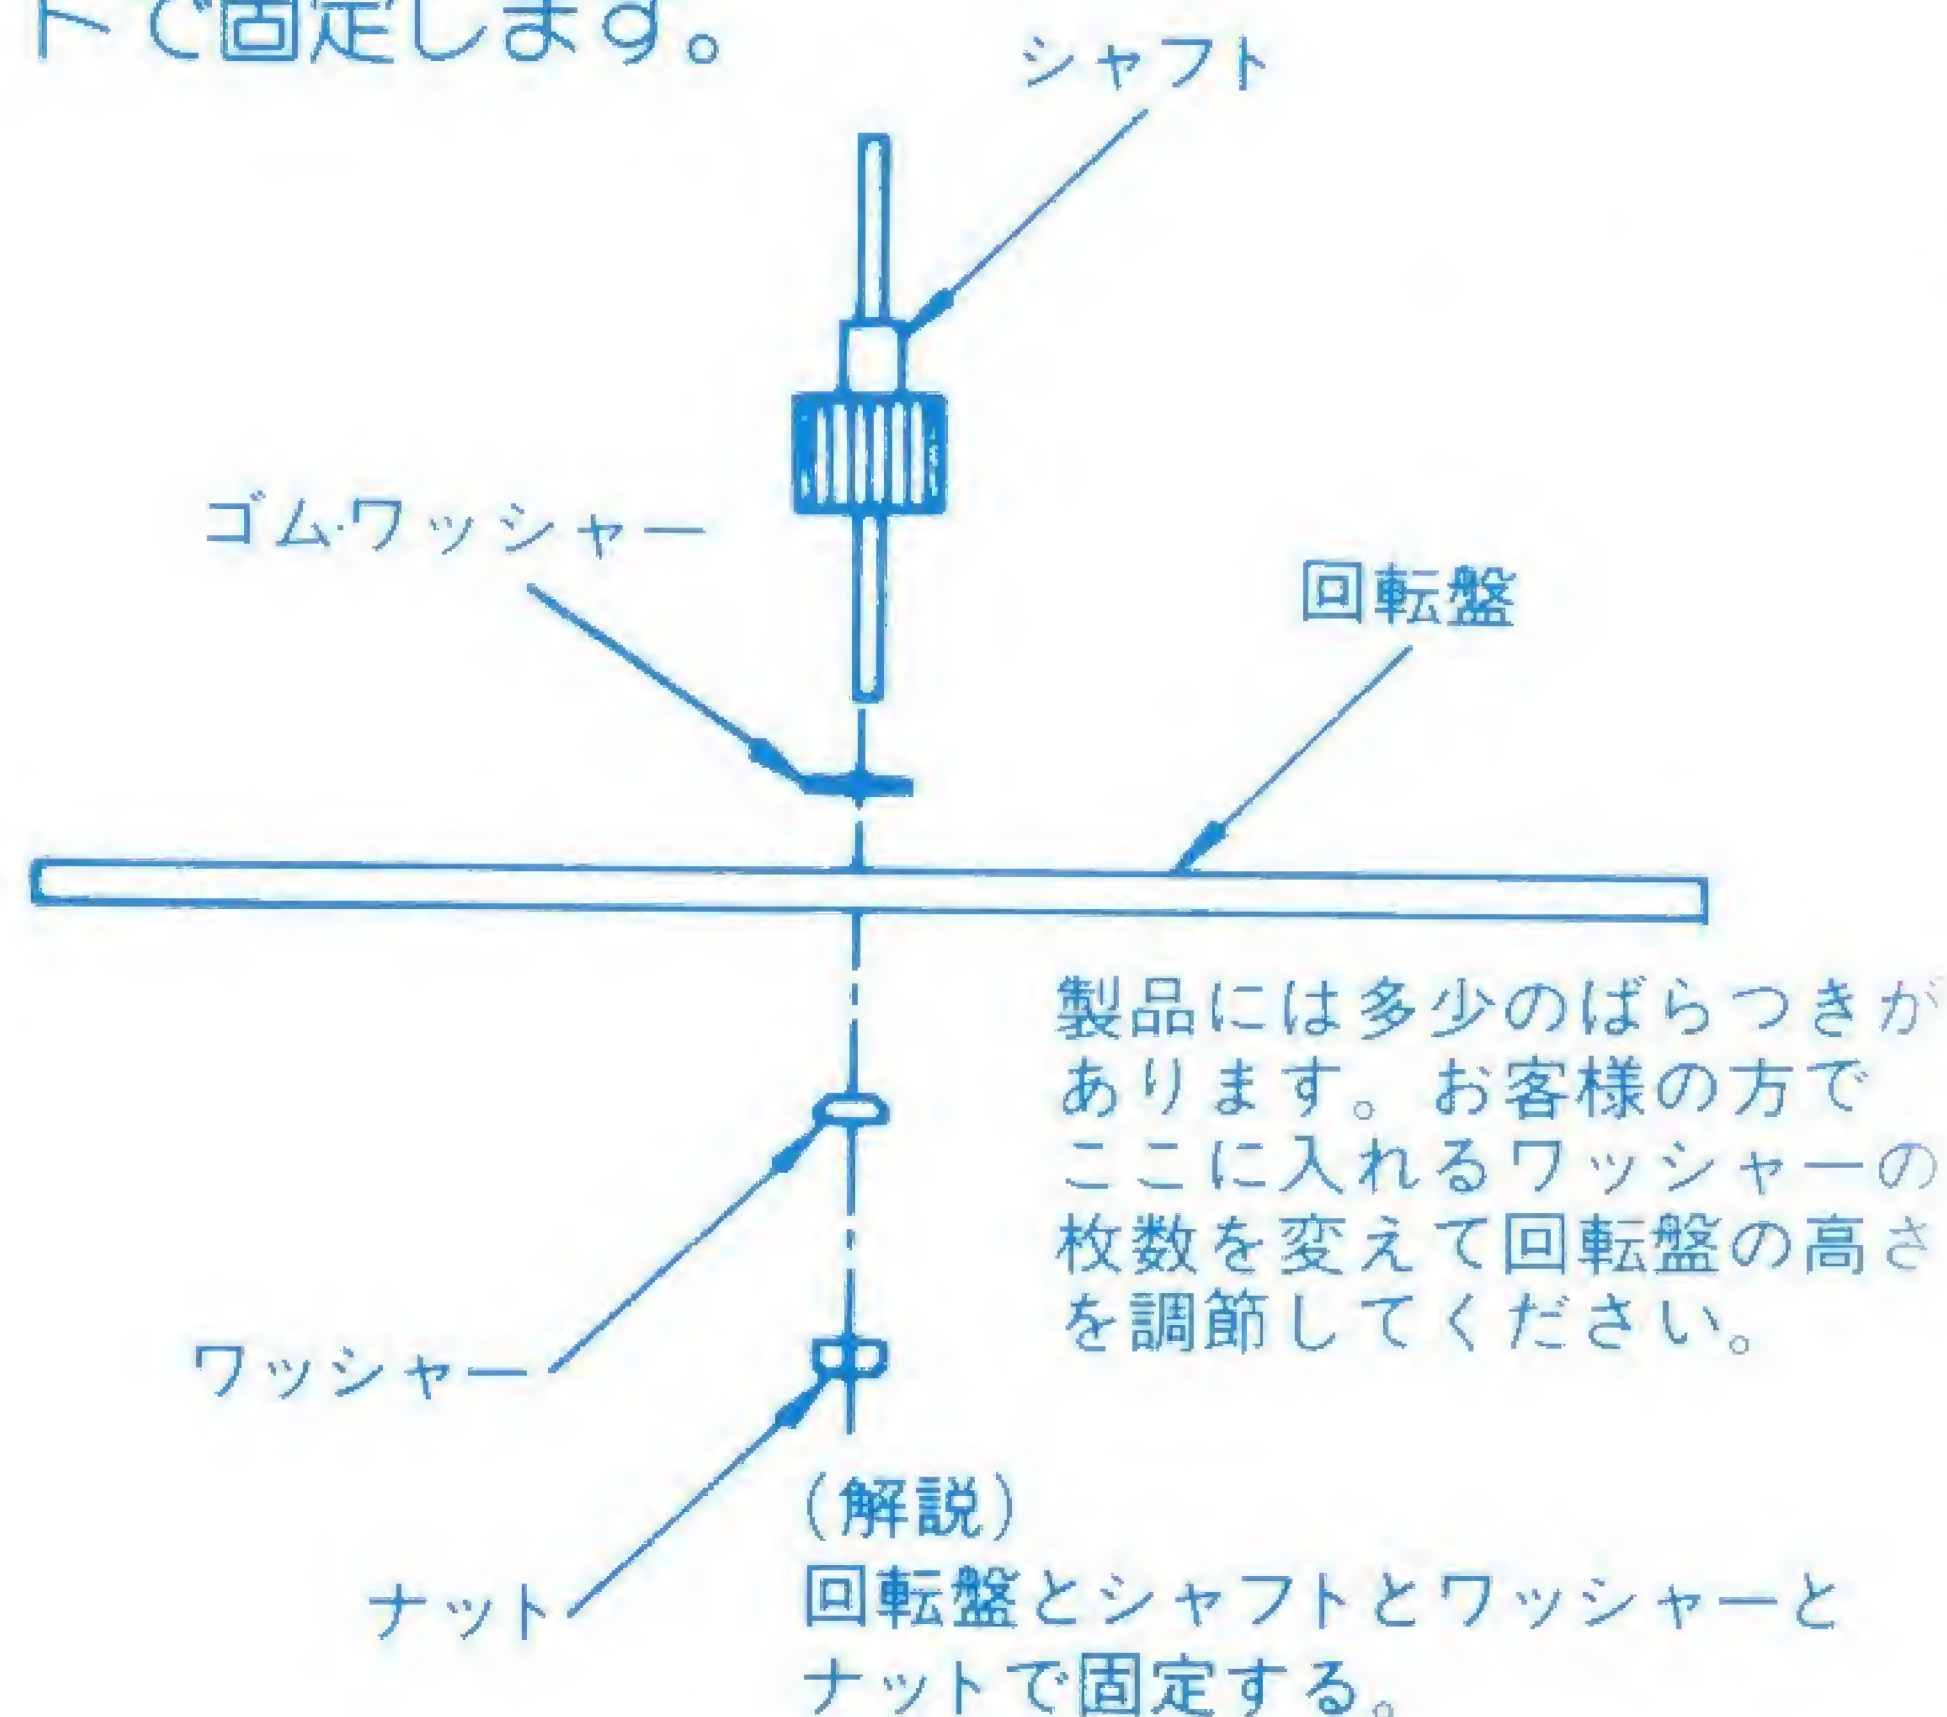 トで固定します。
シャフト
ゴム・ワッシャー
回転盤
製品には多少のばらつきが
あります。お客様の方で
ここに入れるワッシャーの
枚数を変えて回転盤の高さ
を調節してください。
ワッシャー
ナット
(解説)
回転盤とシャフトとワッシャーと
ナットで固定する。